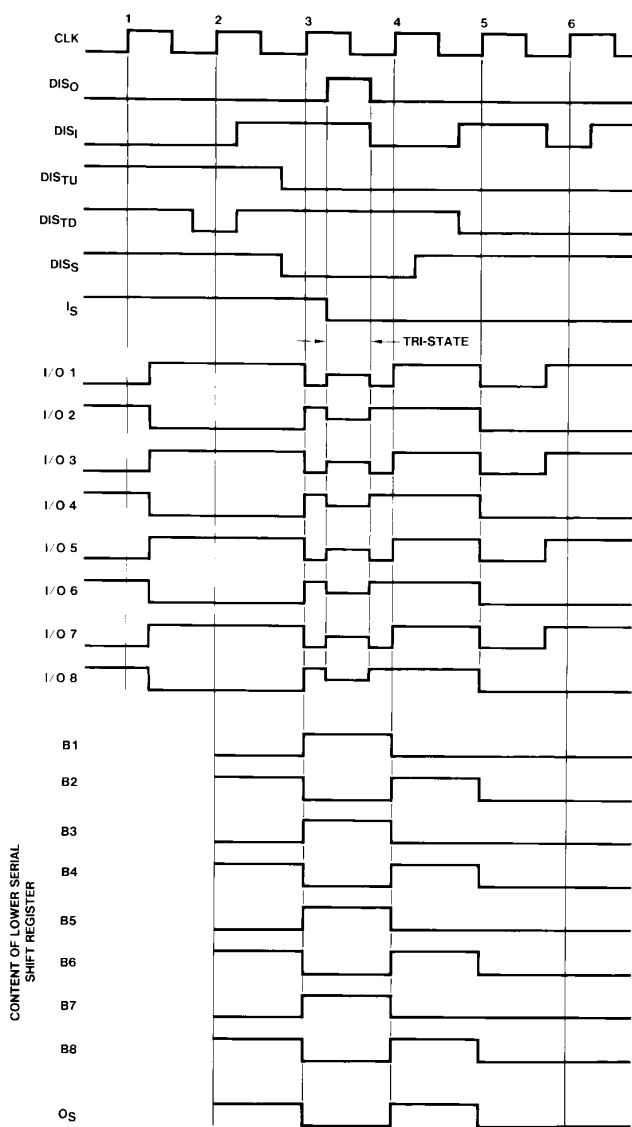 1 2 3 4 5 6
CLK
DISO
DISI
DISTU
DISTD
DISS
IS
TRI-STATE
I/O 1
I/O 2
I/O 3
I/O 4
I/O 5
I/O 6
I/O 7
I/O 8
B1
B2
B3
B4
B5
B6
B7
B8
OS
CONTENT OF LOWER SERIAL
SHIFT REGISTER